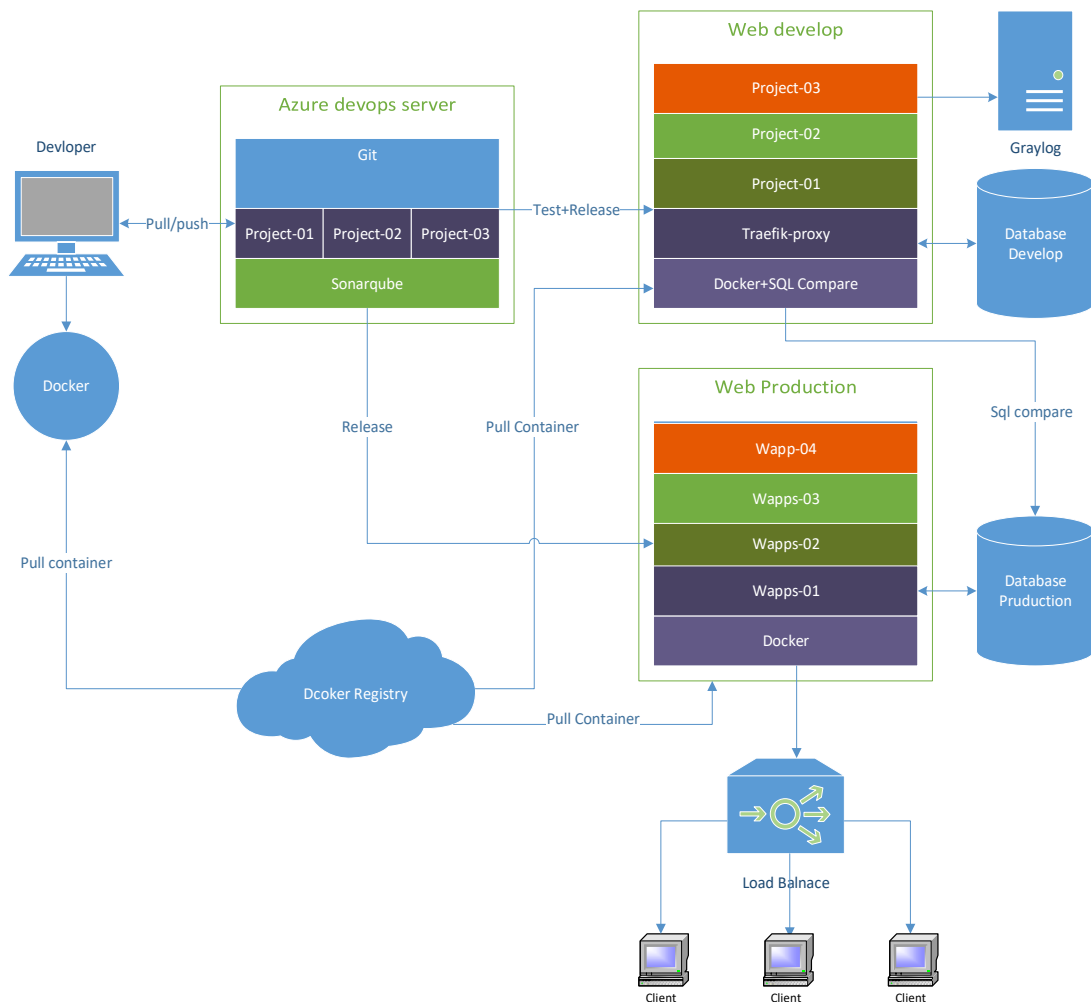 Web develop
Project-03
Azure devops server
Devloper
Git
Project-02
Graylog
Project-01
Pull/push
Test+Release
Project-01
Project-02
Project-03
Traefik-proxy
Database
Develop
Sonarqube
Docker+SQL Compare
Docker
Web Production
Release
Pull Container
Sql compare
Wapp-04
Wapps-03
Wapps-02
Pull container
Wapps-01
Database
Pruduction
Docker
Dcoker Registry
Pull Container
Load Balnace
Client
Client
Client